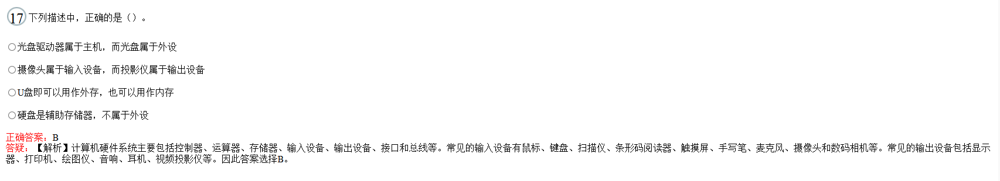 17 下列描述中，正确的是（）。
光盘驱动器属于主机，而光盘属于外设
摄像头属于输入设备，而投影仪属于输出设备
U盘即可以用作外存，也可以用作内存
硬盘是辅助存储器，不属于外设
正确答案：B
答疑：【解析】计算机硬件系统主要包括控制器、运算器、存储器、输入设备、输出设备、接口和总线等。常见的输入设备有鼠标、键盘、扫描仪、条形码阅读器、触摸屏、手写笔、麦克风、摄像头和数码相机等。常见的输出设备包括显示
器、打印机、绘图仪、音响、耳机、视频投影仪等。因此答案选择B。